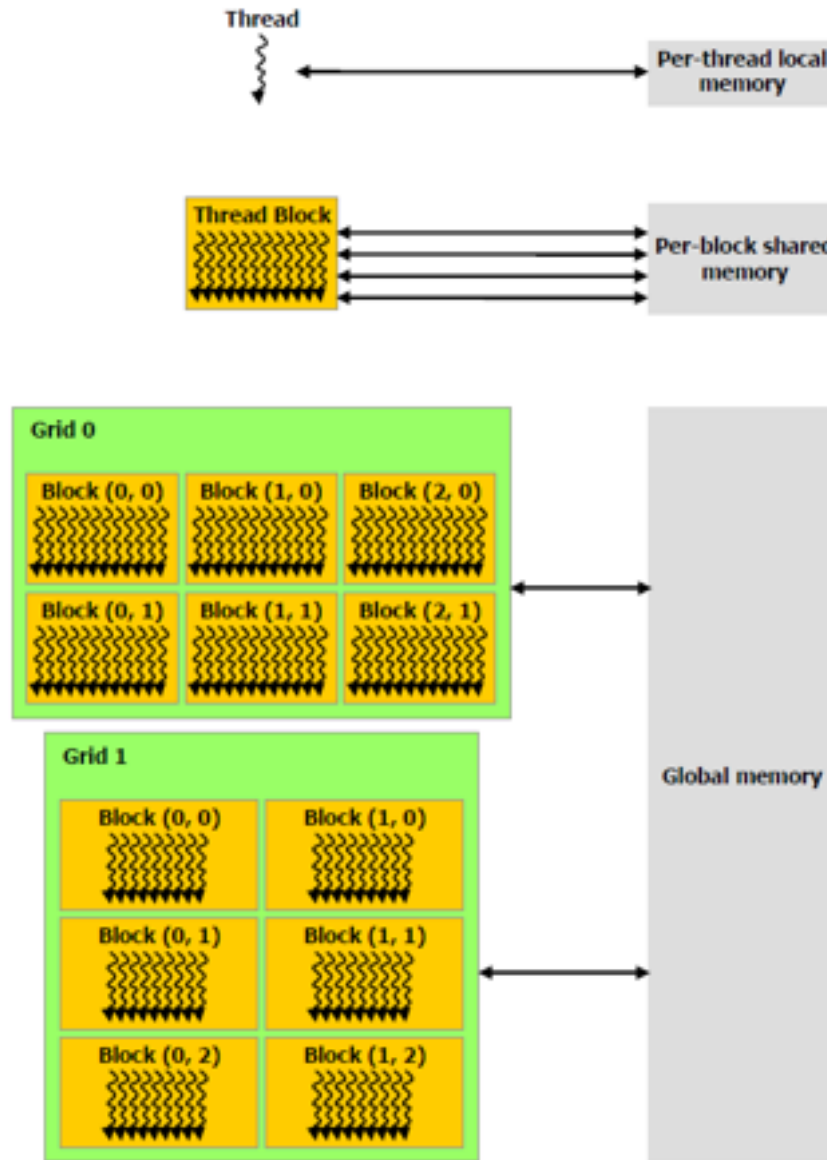 Thread
Per-thread local
memory
Thread Block
Per-block shared
memory
Grid 0
Block (0, 0) Block (1, 0) Block (2, 0)
Block (0, 1) Block (1, 1) Block (2, 1)
Grid 1
Block (0, 0) Block (1, 0)
Global memory
Block (0, 1) Block (1, 1)
Block (0, 2) Block (1, 2)